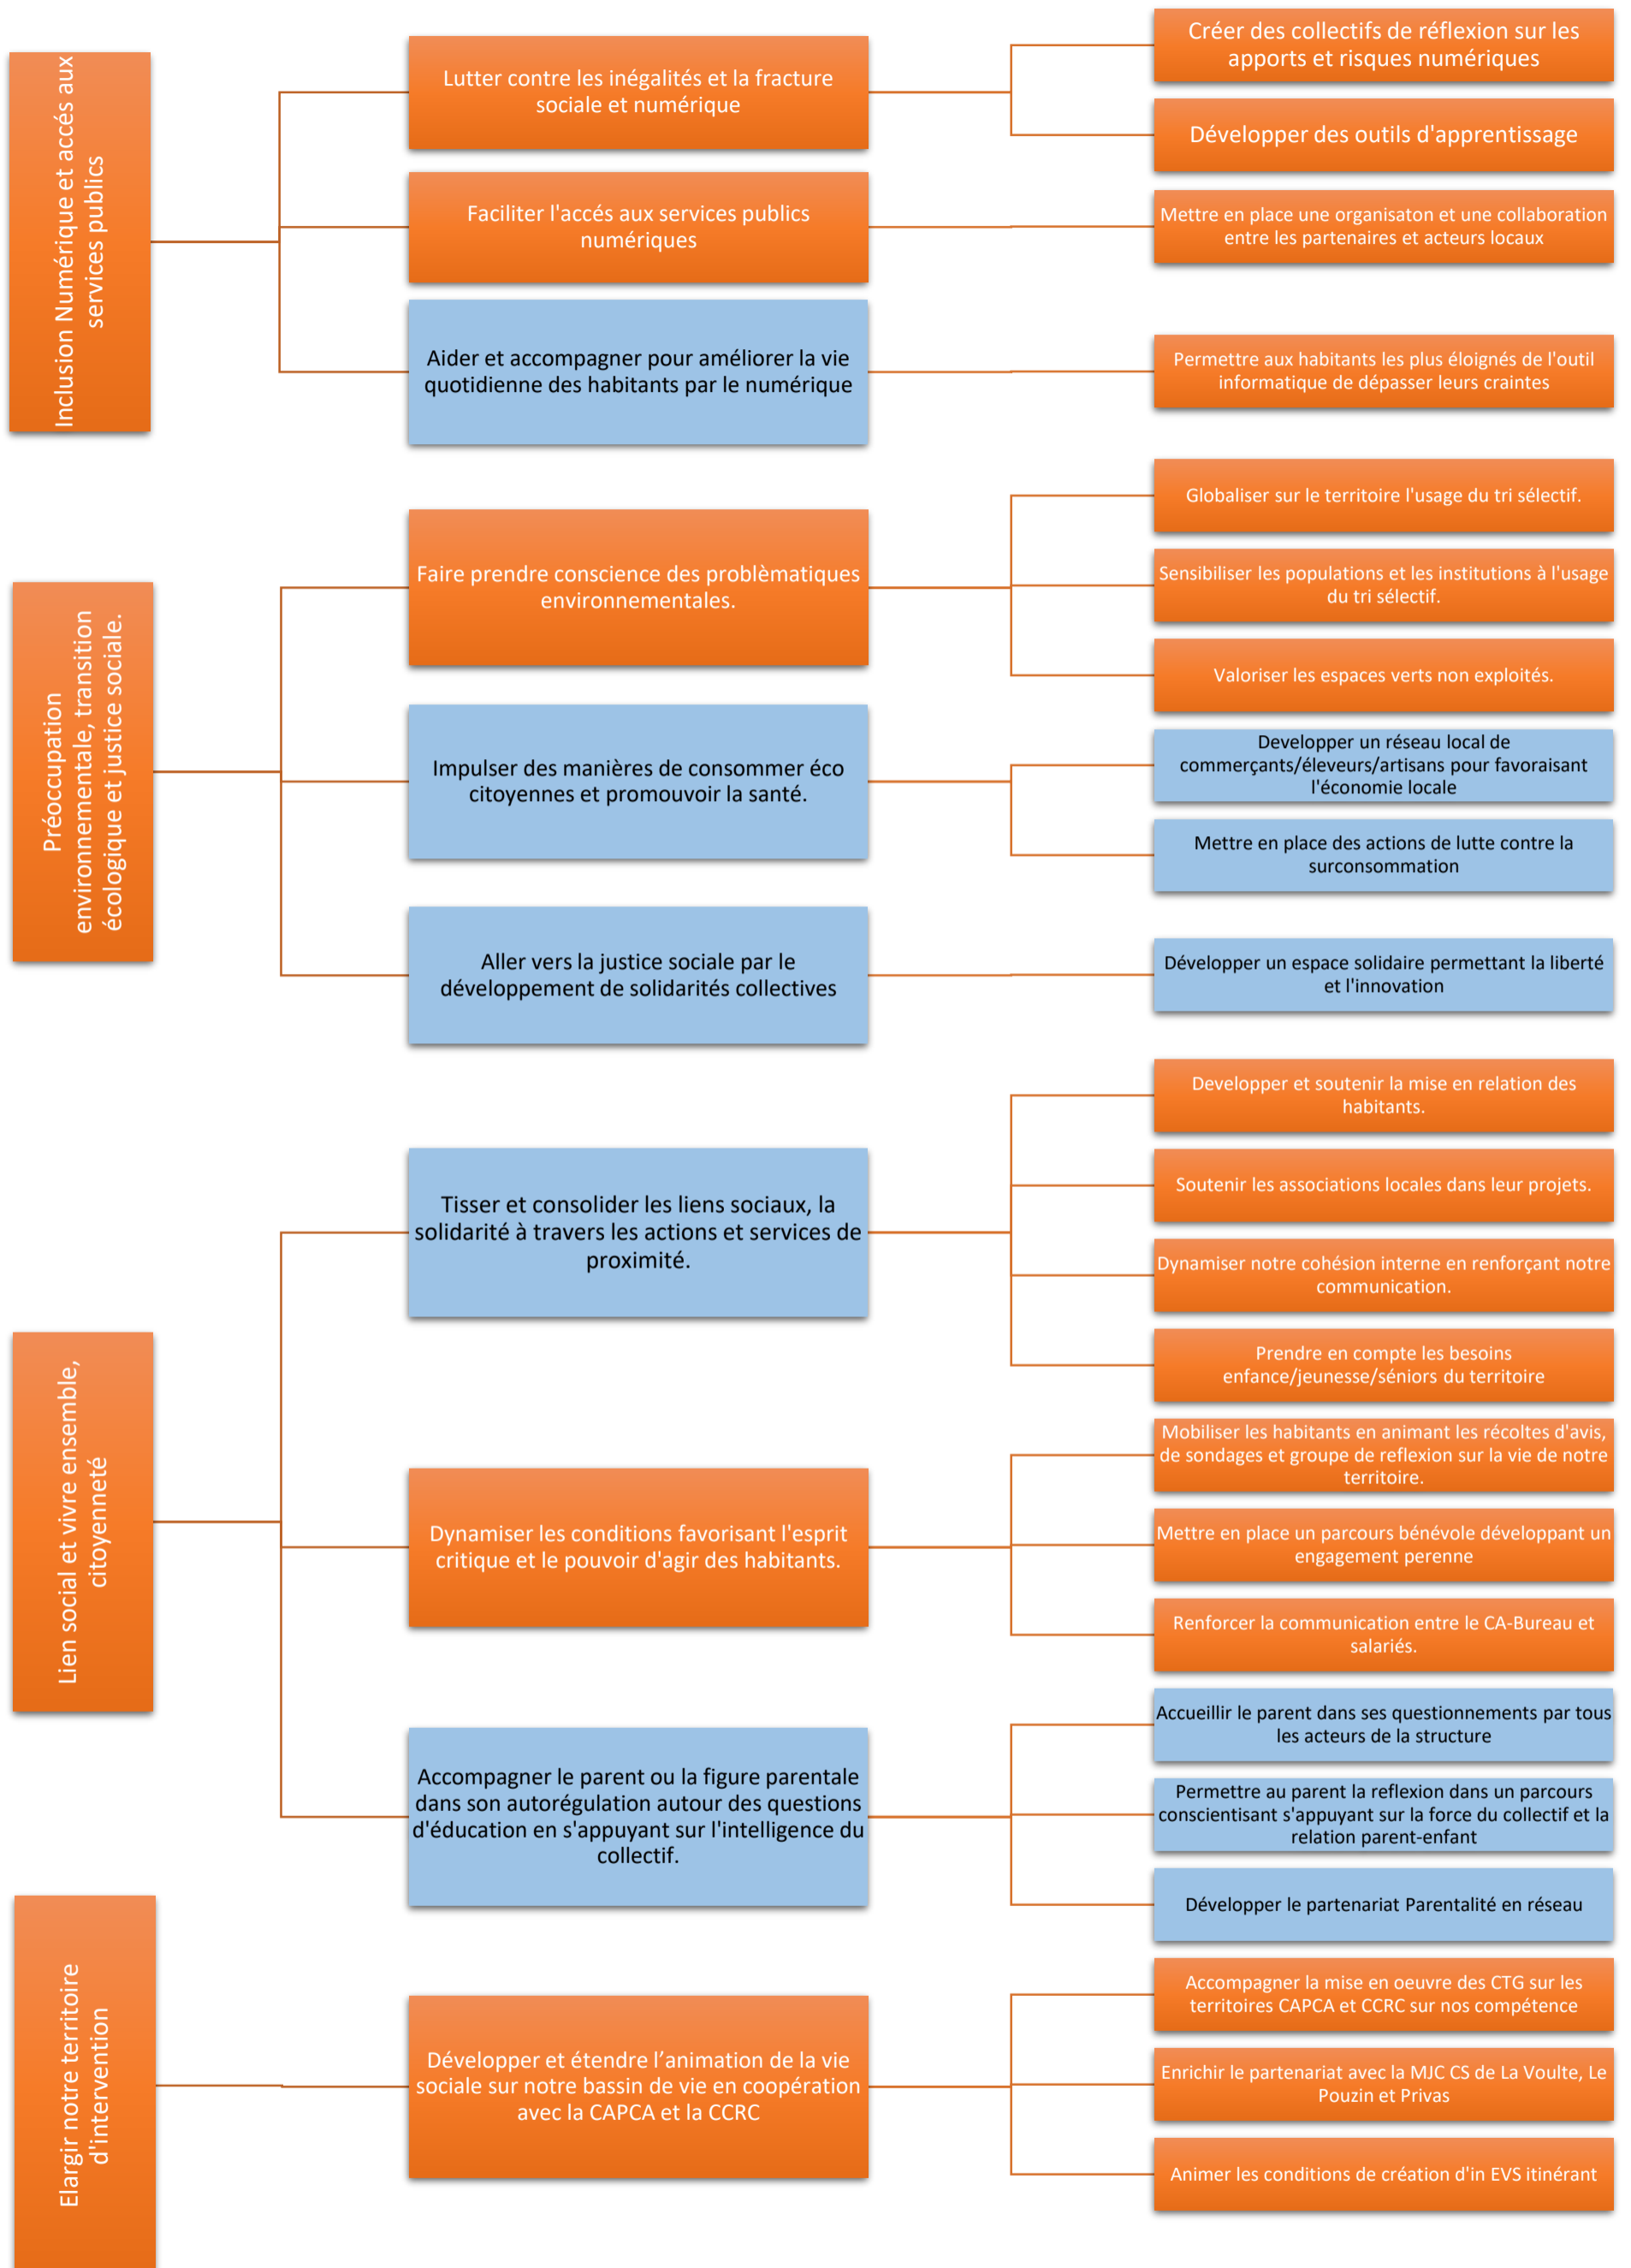 Inclusion Numérique et accés aux
services publics
Lutter contre les inégalités et la fracture
sociale et numérique
Créer des collectifs de réflexion sur les
apports et risques numériques
Développer des outils d'apprentissage
Faciliter l'accés aux services publics
numériques
Mettre en place une organisaton et une collaboration
entre les partenaires et acteurs locaux
Aider et accompagner pour améliorer la vie
quotidienne des habitants par le numérique
Permettre aux habitants les plus éloignés de l'outil
informatique de dépasser leurs craintes
Préoccupation
environnementale, transition
écologique et justice sociale.
Faire prendre conscience des problèmatiques
environnementales.
Globaliser sur le territoire l'usage du tri sélectif.
Sensibiliser les populations et les institutions à l'usage
du tri sélectif.
Valoriser les espaces verts non exploités.
Impulser des manières de consommer éco
citoyennes et promouvoir la santé.
Developper un réseau local de
commerçants/éleveurs/artisans pour favoraisant
l'économie locale
Mettre en place des actions de lutte contre la
surconsommation
Aller vers la justice sociale par le
développement de solidarités collectives
Développer un espace solidaire permettant la liberté
et l'innovation
Lien social et vivre ensemble,
citoyenneté
Tisser et consolider les liens sociaux, la
solidarité à travers les actions et services de
proximité.
Developper et soutenir la mise en relation des
habitants.
Soutenir les associations locales dans leur projets.
Dynamiser notre cohésion interne en renforçant notre
communication.
Prendre en compte les besoins
enfance/jeunesse/séniors du territoire
Dynamiser les conditions favorisant l'esprit
critique et le pouvoir d'agir des habitants.
Mobiliser les habitants en animant les récoltes d'avis,
de sondages et groupe de reflexion sur la vie de notre
territoire.
Mettre en place un parcours bénévole développant un
engagement perenne
Renforcer la communication entre le CA-Bureau et
salariés.
Accompagner le parent ou la figure parentale
dans son autorégulation autour des questions
d'éducation en s'appuyant sur l'intelligence du
collectif.
Accueillir le parent dans ses questionnements par tous
les acteurs de la structure
Permettre au parent la reflexion dans un parcours
conscientisant s'appuyant sur la force du collectif et la
relation parent-enfant
Développer le partenariat Parentalité en réseau
Elargir notre territoire
d'intervention
Développer et étendre l’animation de la vie
sociale sur notre bassin de vie en coopération
avec la CAPCA et la CCRC
Accompagner la mise en oeuvre des CTG sur les
territoires CAPCA et CCRC sur nos compétence
Enrichir le partenariat avec la MJC CS de La Voulte, Le
Pouzin et Privas
Animer les conditions de création d'in EVS itinérant